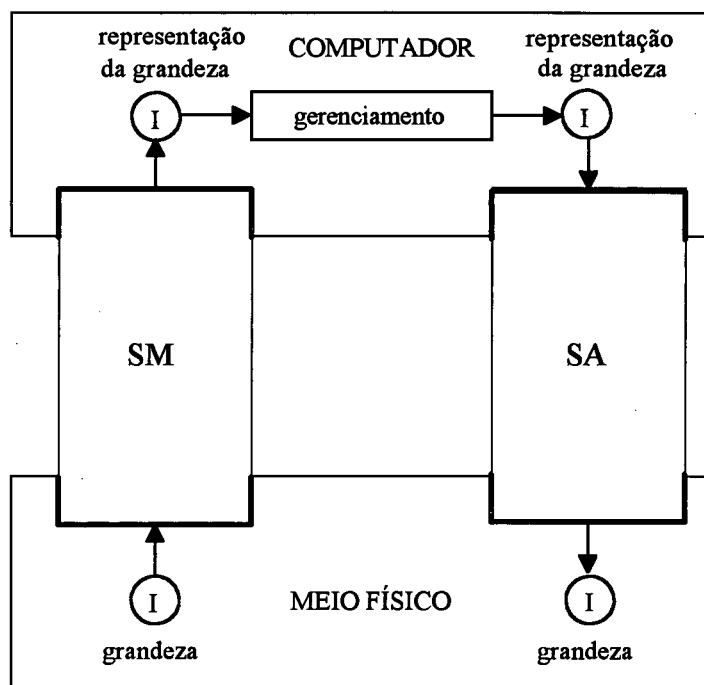 representação
da grandeza
COMPUTADOR
representação
da grandeza
I
gerenciamento
I
SM
SA
I
MEIO FÍSICO
I
grandeza
grandeza